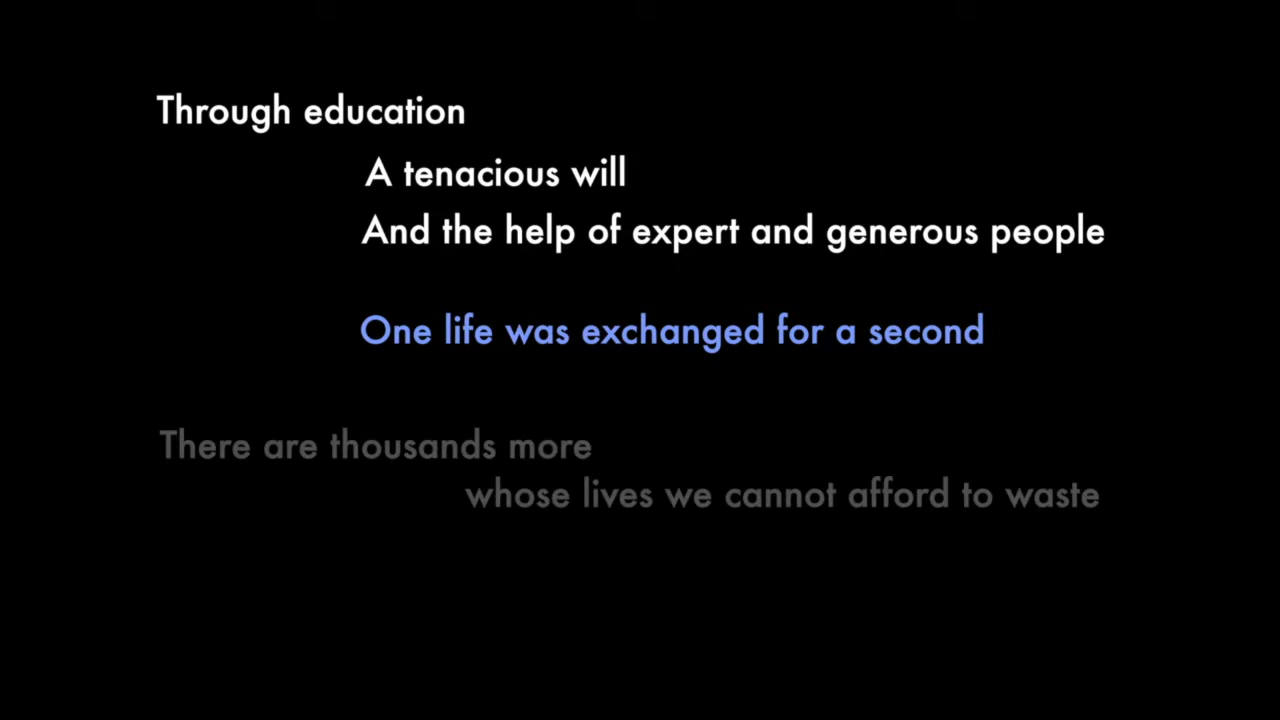 Through education
A tenacious will
And the help of expert and generous people
One life was exchanged for a second
There are thousands more
whose lives we cannot afford to waste